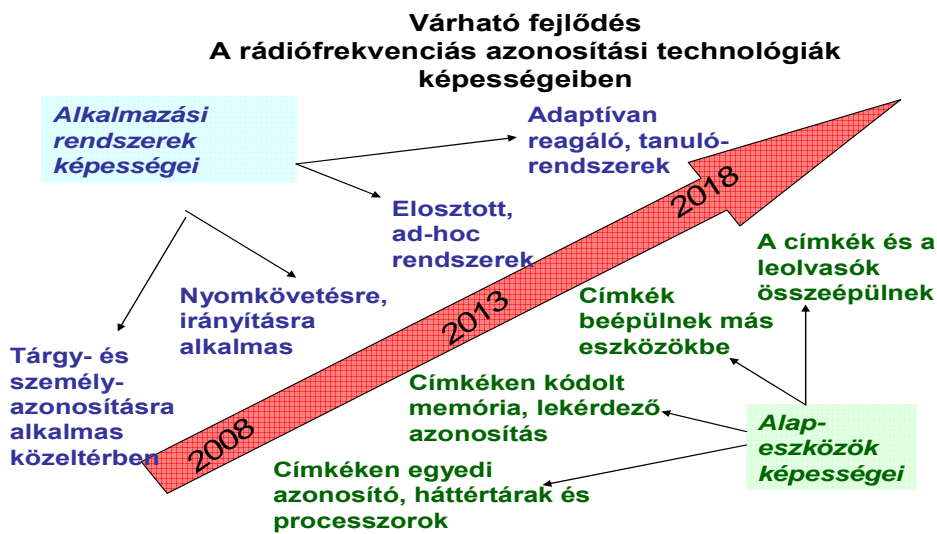 Várható fejlődés
A rádiófrekvenciás azonosítási technológiák
képességeiben
Alkalmazási
rendszerek
képességei
Adaptívan
reagáló, tanuló-
rendszerek
2018
Elosztott,
ad-hoc
rendszerek
A címkék és a
leolvasók
összeépülnek
Nyomkövetésre,
irányításra
alkalmas
2013
Címkék
beépülnek más
eszközökbe
Tárgy- és
személy-
azonosításra
alkalmas
közeltérben
2008
Címkéken kódolt
memória, lekérdező
azonosítás
Alap-
eszközök
képességei
Címkéken egyedi
azonosító, háttértárak és
processzorok